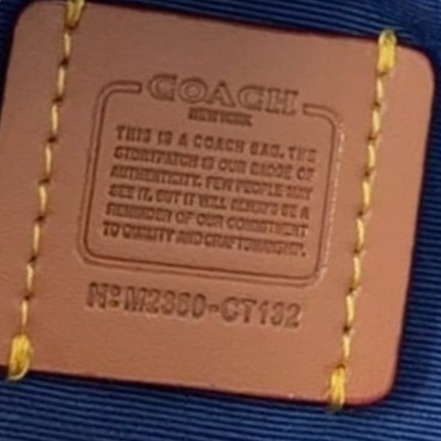 COACH
NEW YORK
THIS IS A COACH BAG. THE
STORYPATCH IS OUR BADGE OF
AUTHENTICITY. FEW PEOPLE MAY
SEE IT, BUT IT WILL ALWAYS BE A
REMINDER OF OUR COMMITMENT
TO QUALITY AND CRAFTSMANSHIP.
Nº M2380-CT132